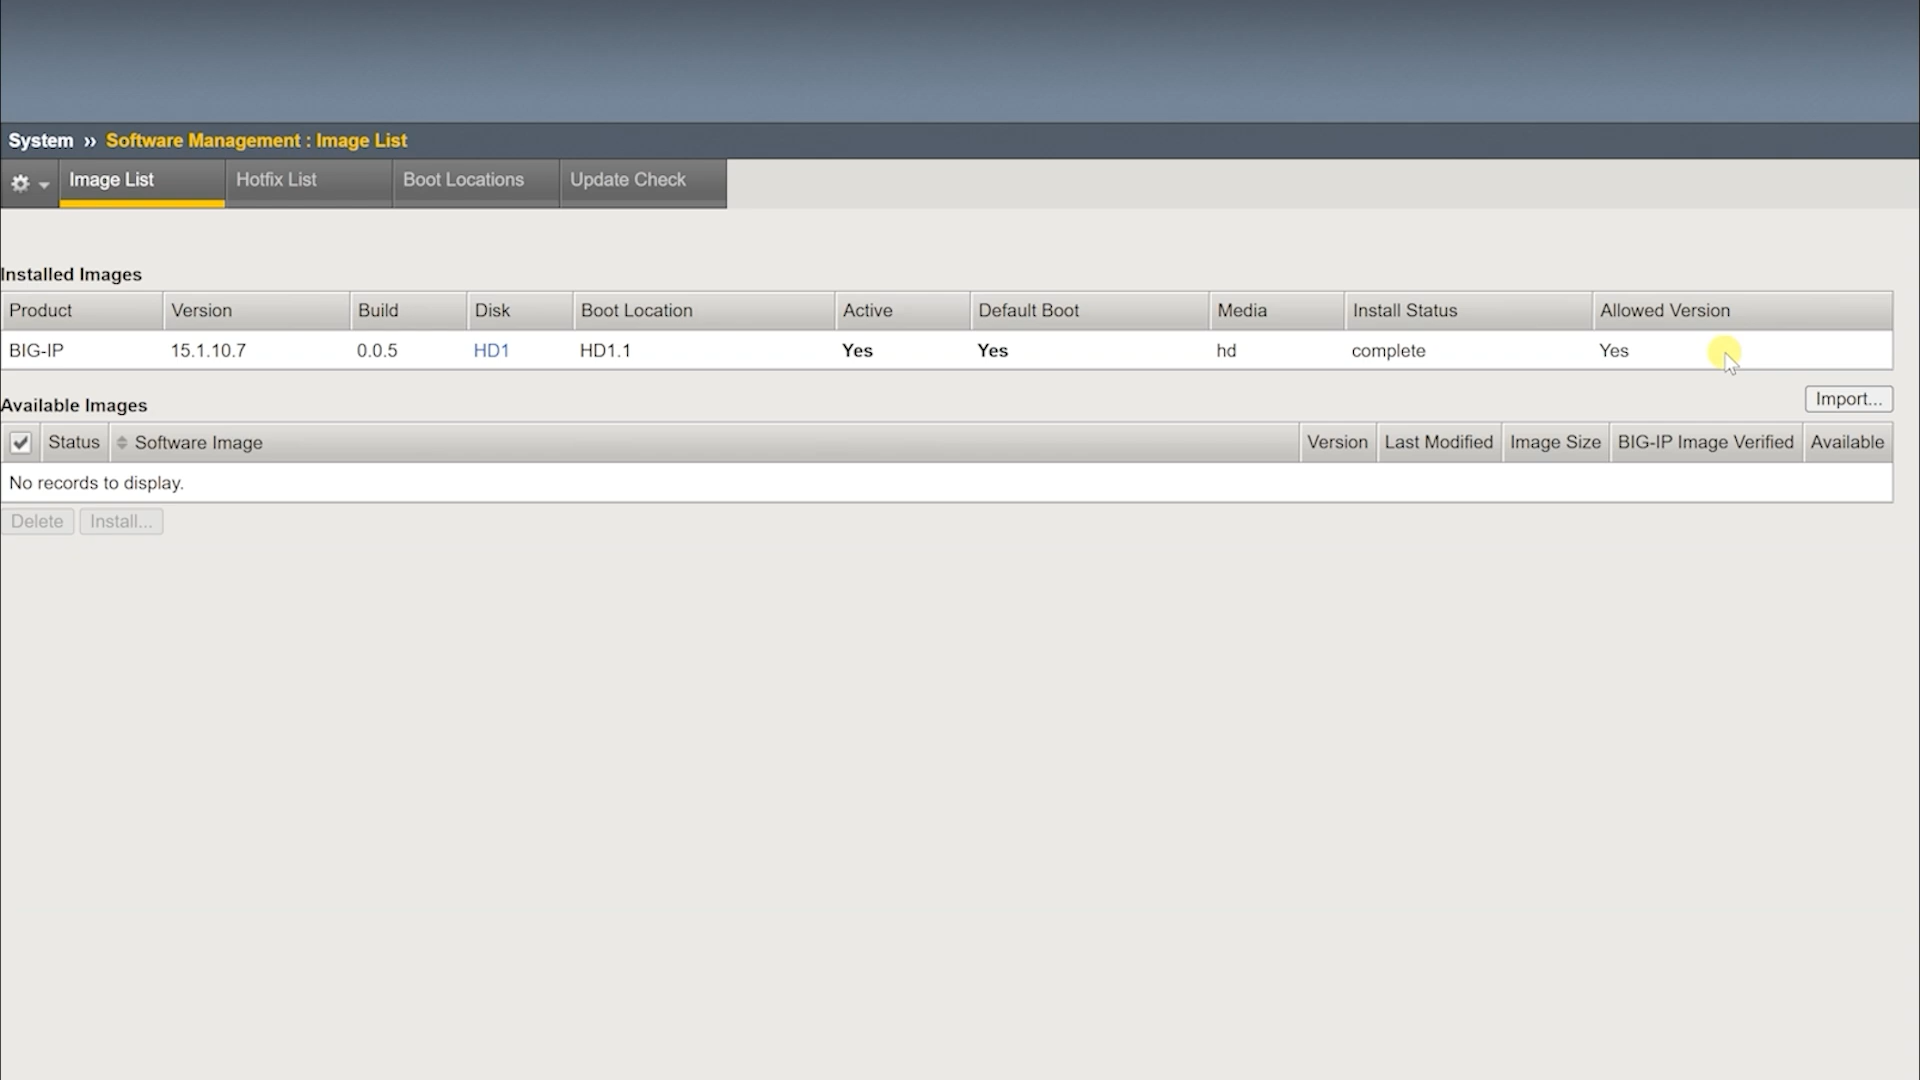 System ›› Software Management : Image List
Image List Hotfix List Boot Locations Update Check
Installed Images
Product Version Build Disk Boot Location Active Default Boot Media Install Status Allowed Version
BIG-IP 15.1.10.7 0.0.5 HD1 HD1.1 Yes Yes hd complete Yes
Available Images Import...
Status Software Image Version Last Modified Image Size BIG-IP Image Verified Available
No records to display.
Delete Install...